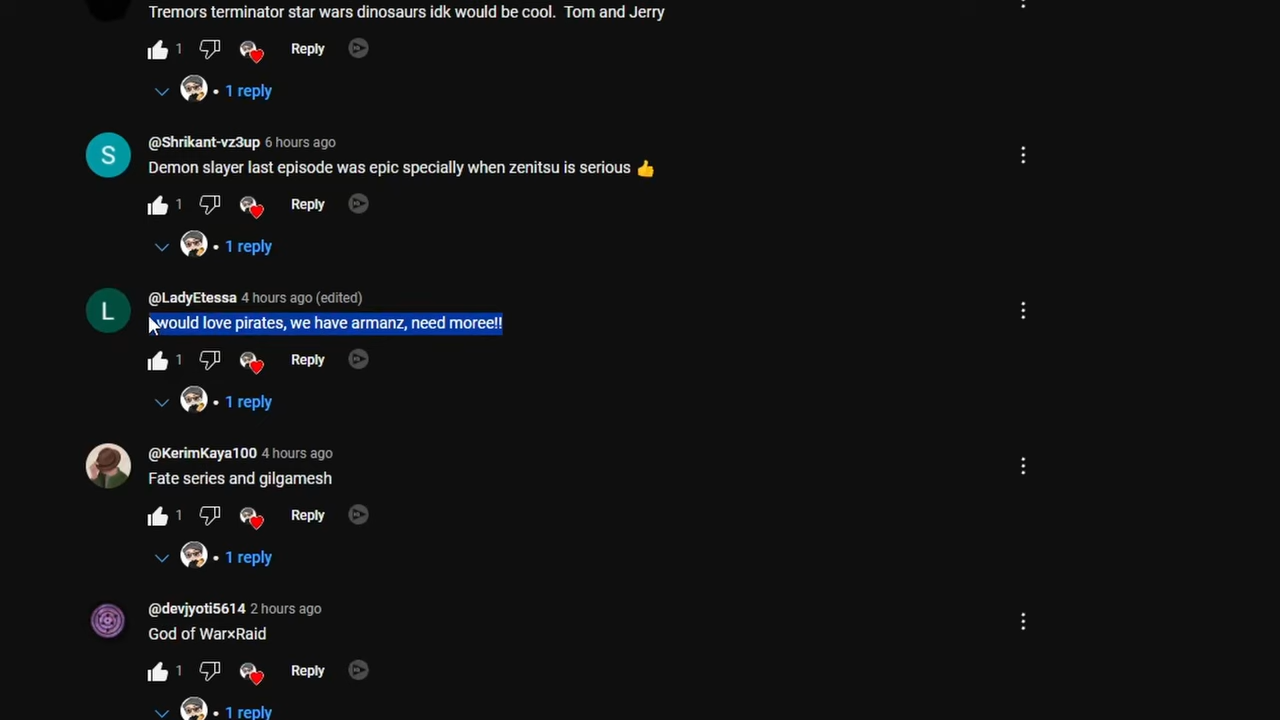 Tremors terminator star wars dinosaurs idk would be cool. Tom and Jerry
1 Reply
• 1 reply
S
@Shrikant-vz3up 6 hours ago
Demon slayer last episode was epic specially when zenitsu is serious 👍
1 Reply
• 1 reply
L
@LadyEtessa 4 hours ago (edited)
would love pirates, we have armanz, need moree!!
1 Reply
• 1 reply
@KerimKaya100 4 hours ago
Fate series and gilgamesh
1 Reply
• 1 reply
@devjyoti5614 2 hours ago
God of War×Raid
1 Reply
• 1 reply